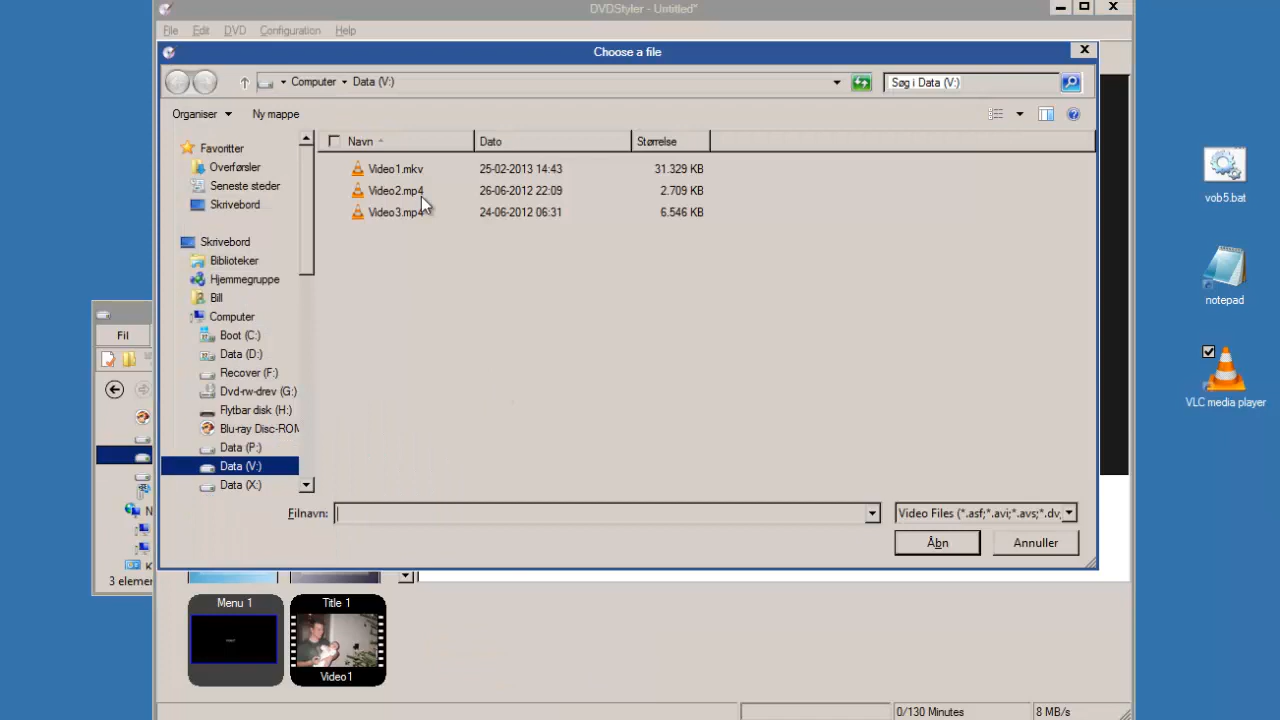 DVDStyler - Untitled*
File Edit DVD Configuration Help
Choose a file
Computer Data (V:)
Søg i Data (V:)
Organiser Ny mappe
Navn Dato Størrelse
Video1.mkv 25-02-2013 14:43 31.329 KB
Video2.mp4 26-06-2012 22:09 2.709 KB
Video3.mp4 24-06-2012 06:31 6.546 KB
Favoritter
Overførsler
Seneste steder
Skrivebord
Skrivebord
Biblioteker
Hjemmegruppe
Bill
Computer
Boot (C:)
Data (D:)
Recover (F:)
Dvd-rw-drev (G:)
Flytbar disk (H:)
Blu-ray Disc-ROM
Data (P:)
Data (V:)
Data (X:)
Filnavn:
Video Files (*.asf;*.avi;*.avs;*.dv;
Åbn Annuller
Fil
N
K
3 elemen
Menu 1
Title 1
Video1
0/130 Minutes 8 MB/s
vob5.bat
notepad
VLC media player